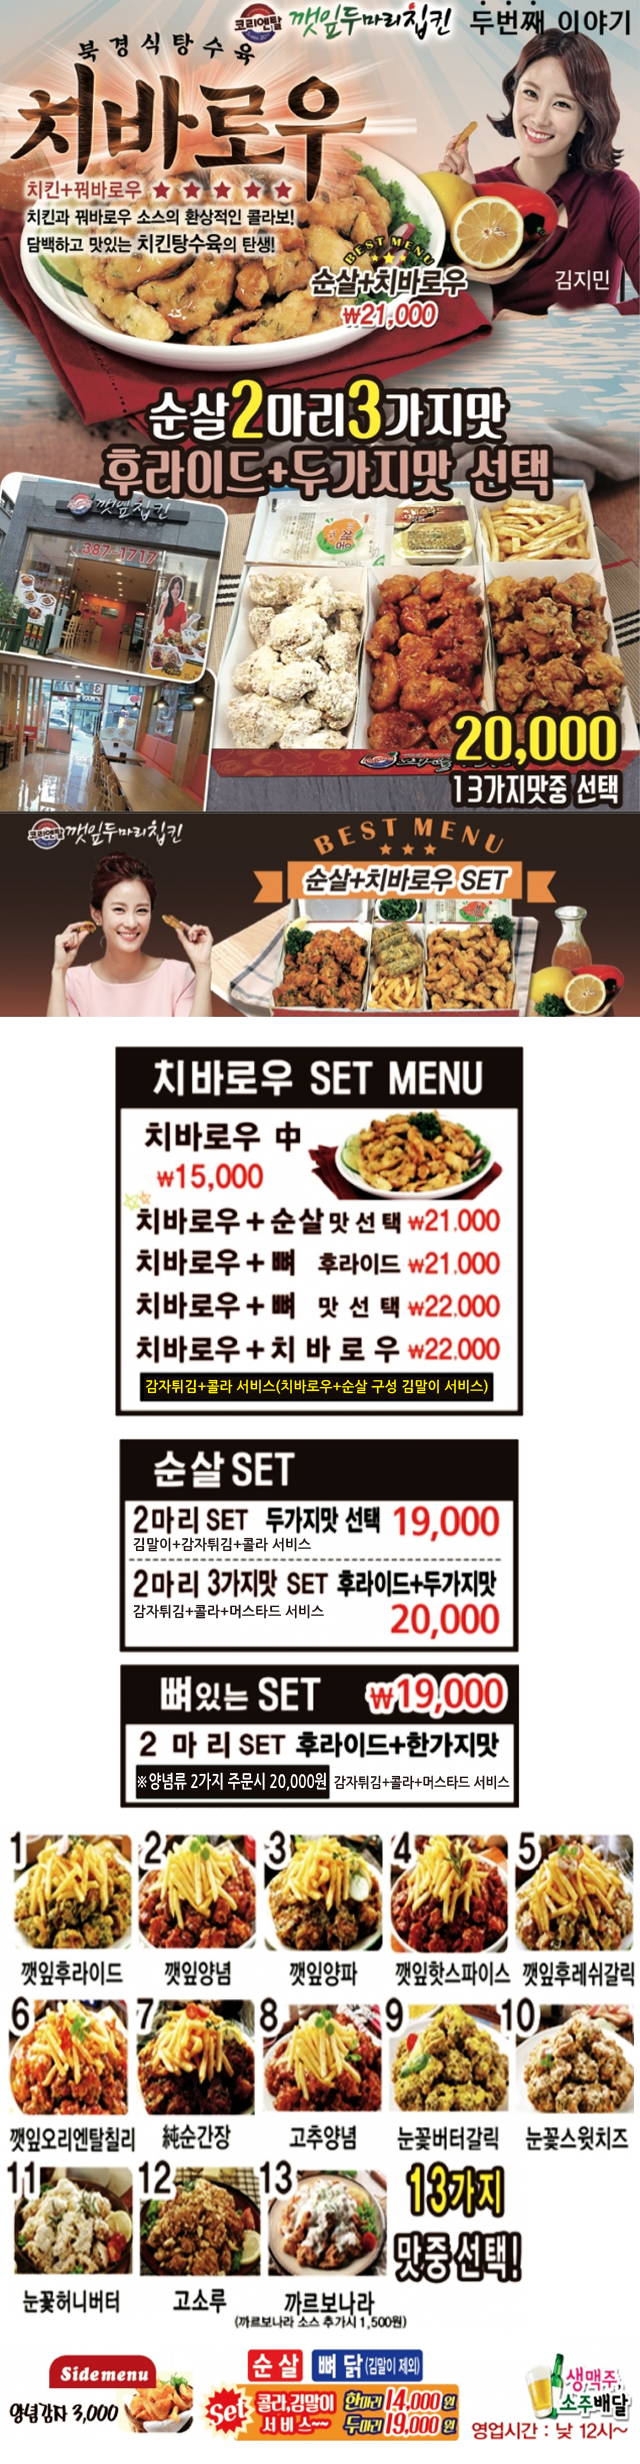 코리엔탈 깻잎두마리칩킨 두번째 이야기
북경식탕수육
치바로우
치킨+꿔바로우 ★★★★★
치킨과 꿔바로우 소스의 환상적인 콜라보!
담백하고 맛있는 치킨탕수육의 탄생!
BEST MENU
순살+치바로우
₩21,000
김지민
순살2마리3가지맛
후라이드+두가지맛 선택
깻잎칩킨
387-1717
20,000
13가지맛중 선택
코리엔탈 깻잎두마리칩킨
BEST MENU
순살+치바로우 SET
치바로우 SET MENU
치바로우 中
₩15,000
치바로우+순살맛선택 ₩21.000
치바로우+뼈 후라이드 ₩21.000
치바로우+뼈 맛 선 택 ₩22.000
치바로우+치 바 로 우 ₩22.000
감자튀김+콜라 서비스(치바로우+순살 구성 김말이 서비스)
순살 SET
2마리 SET 두가지맛 선택 19,000
김말이+감자튀김+콜라 서비스
2마리 3가지맛 SET 후라이드+두가지맛
감자튀김+콜라+머스타드 서비스
20,000
뼈있는 SET ₩19,000
2 마 리 SET 후라이드+한가지맛
※양념류 2가지 주문시 20,000원 감자튀김+콜라+머스타드 서비스
1 2 3 4 5
깻잎후라이드 깻잎양념 깻잎양파 깻잎핫스파이스 깻잎후레쉬갈릭
6 7 8 9 10
깻잎오리엔탈칠리 純순간장 고추양념 눈꽃버터갈릭 눈꽃스윗치즈
11 12 13
13가지
맛중 선택!
눈꽃허니버터 고소루 까르보나라
(까르보나라 소스 추가시 1,500원)
Sidemenu
양념감자 3,000
순 살 뼈 닭 (김말이 제외)
Set 콜라,김말이 서 비 스~~
한마리 14,000원
두마리 19,000원
생맥주,
소주배달
영업시간 : 낮 12시~